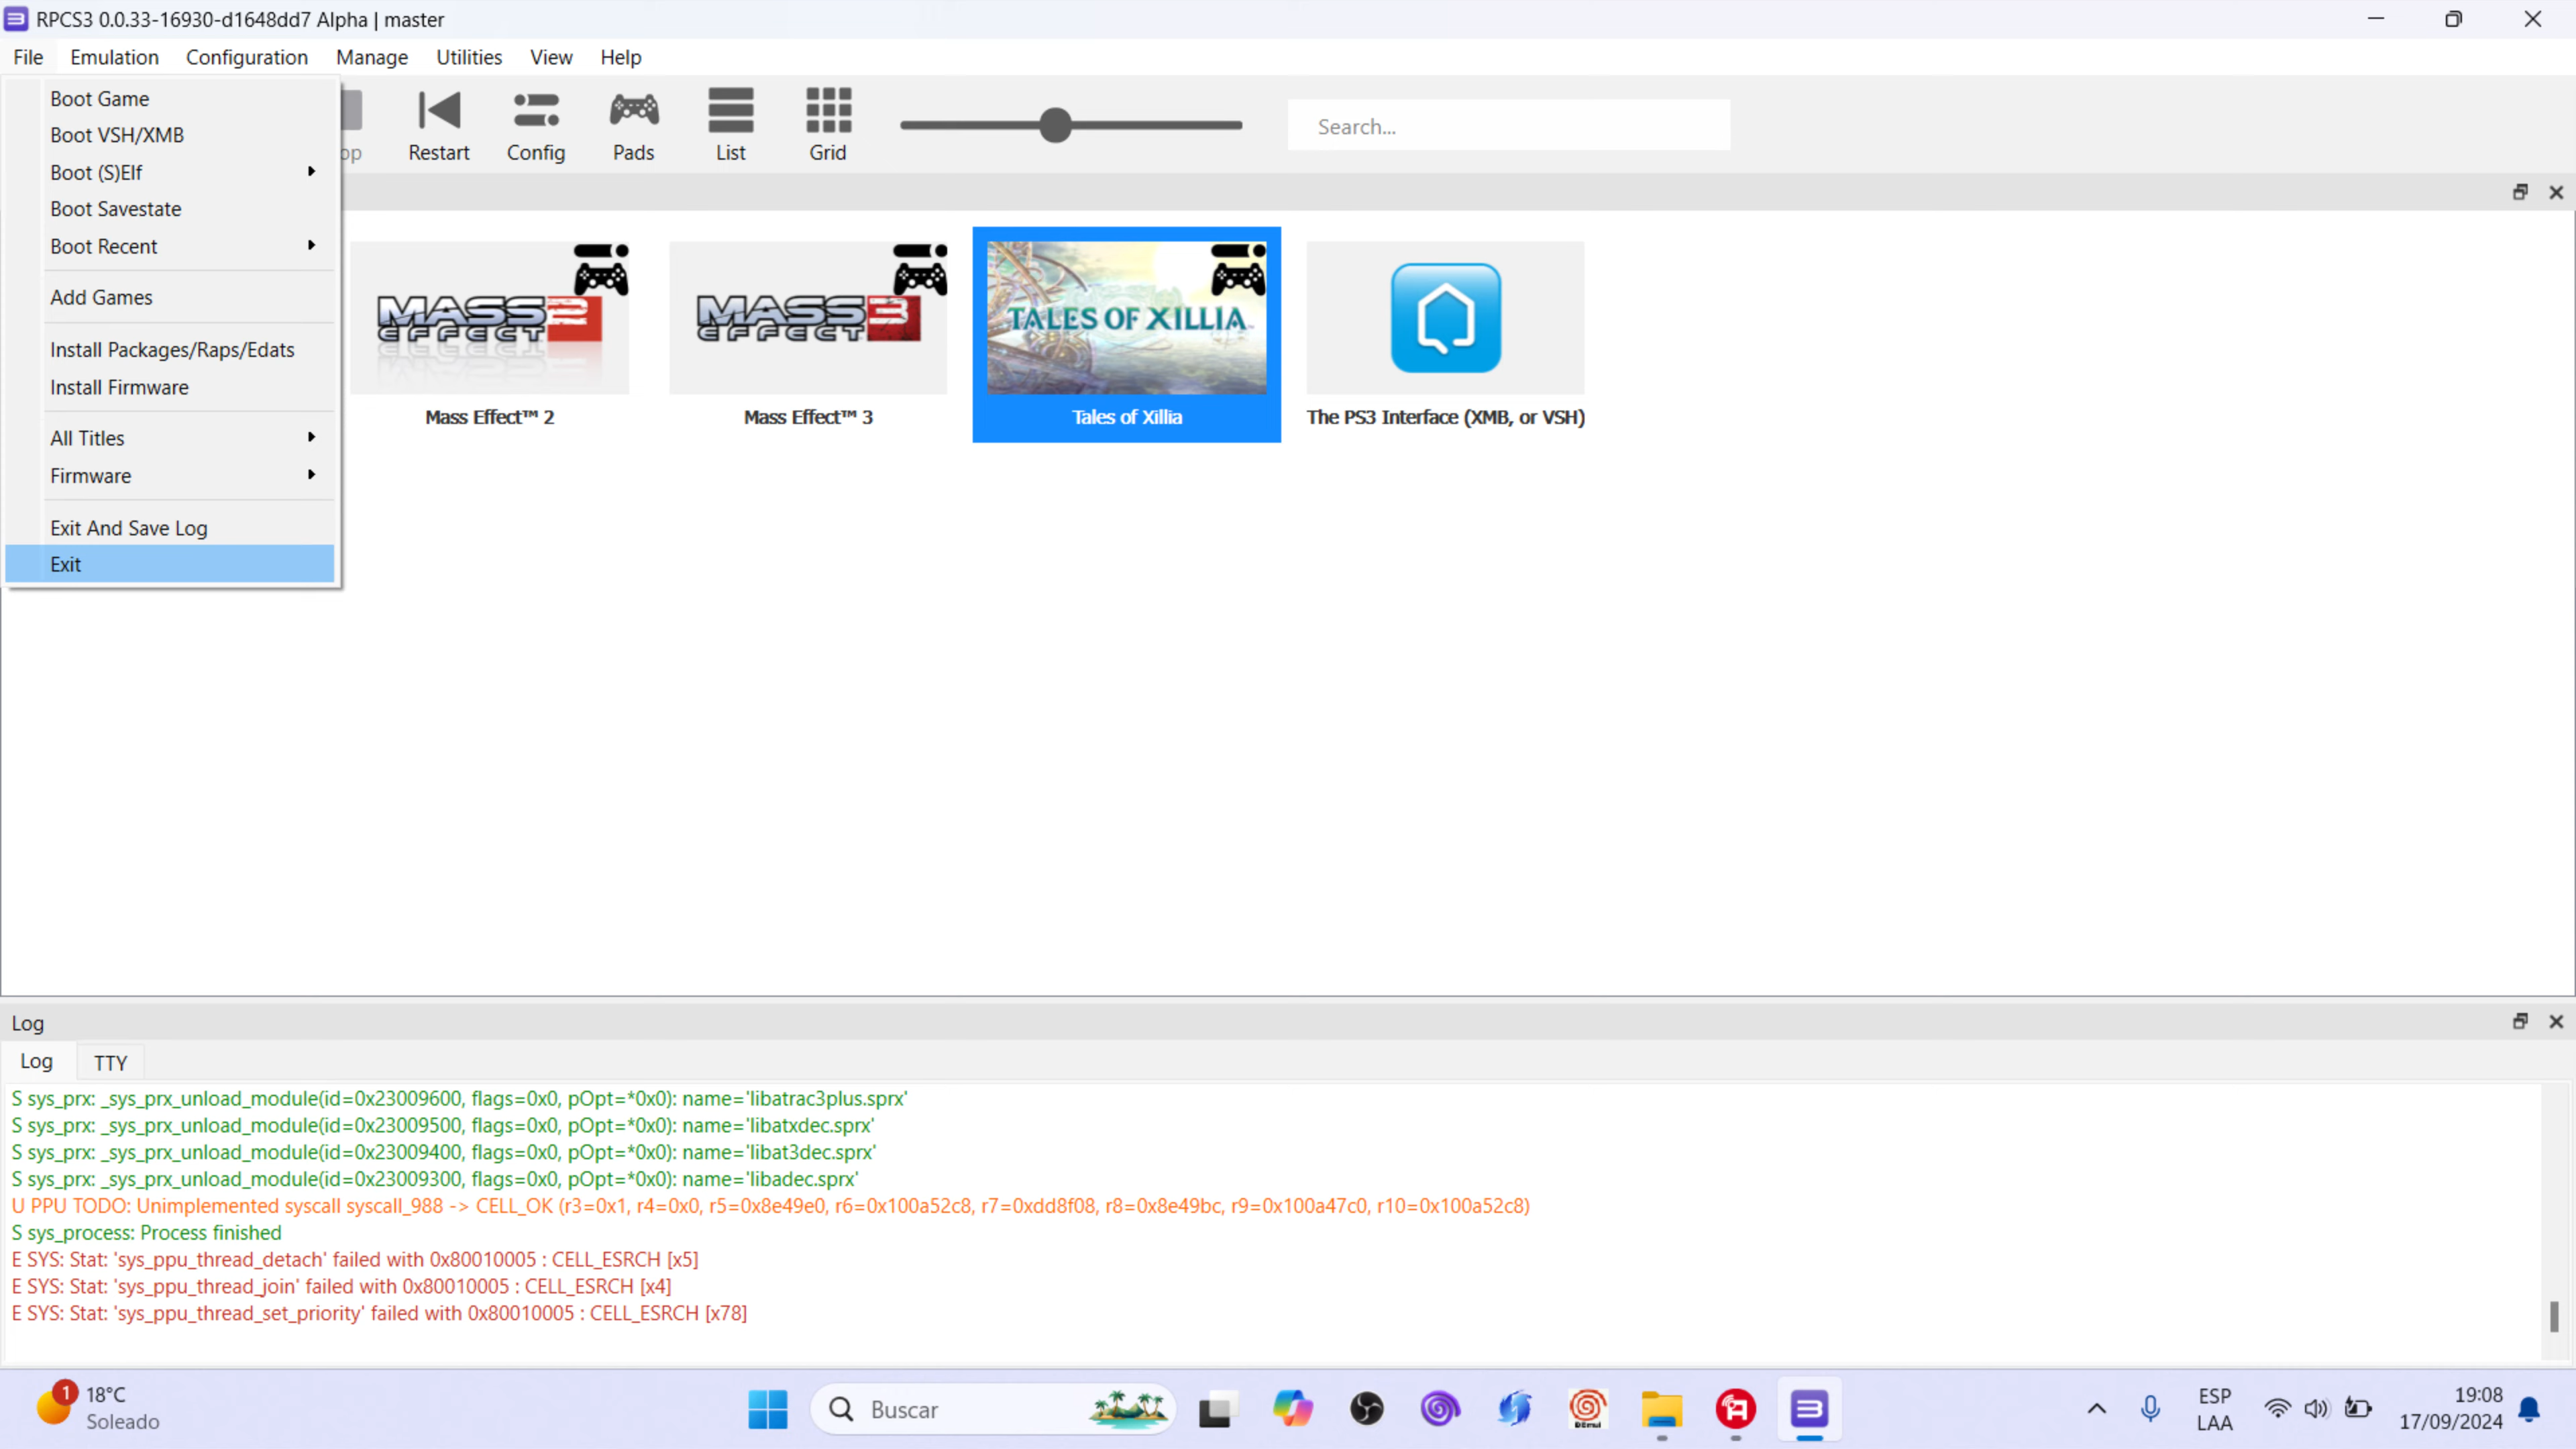 RPCS3 0.0.33-16930-d1648dd7 Alpha | master
File Emulation Configuration Manage Utilities View Help
Boot Game
Boot VSH/XMB
Boot (S)Elf
Boot Savestate
Boot Recent
Add Games
Install Packages/Raps/Edats
Install Firmware
All Titles
Firmware
Exit And Save Log
Exit
op Restart Config Pads List Grid
Search...
MASS EFFECT 2
MASS EFFECT 3
TALES OF XILLIA
Mass Effect™ 2
Mass Effect™ 3
Tales of Xillia
The PS3 Interface (XMB, or VSH)
Log
Log TTY
S sys_prx: _sys_prx_unload_module(id=0x23009600, flags=0x0, pOpt=*0x0): name='libatrac3plus.sprx'
S sys_prx: _sys_prx_unload_module(id=0x23009500, flags=0x0, pOpt=*0x0): name='libatxdec.sprx'
S sys_prx: _sys_prx_unload_module(id=0x23009400, flags=0x0, pOpt=*0x0): name='libat3dec.sprx'
S sys_prx: _sys_prx_unload_module(id=0x23009300, flags=0x0, pOpt=*0x0): name='libadec.sprx'
U PPU TODO: Unimplemented syscall syscall_988 -> CELL_OK (r3=0x1, r4=0x0, r5=0x8e49e0, r6=0x100a52c8, r7=0xdd8f08, r8=0x8e49bc, r9=0x100a47c0, r10=0x100a52c8)
S sys_process: Process finished
E SYS: Stat: 'sys_ppu_thread_detach' failed with 0x80010005 : CELL_ESRCH [x5]
E SYS: Stat: 'sys_ppu_thread_join' failed with 0x80010005 : CELL_ESRCH [x4]
E SYS: Stat: 'sys_ppu_thread_set_priority' failed with 0x80010005 : CELL_ESRCH [x78]
1
18°C
Soleado
Buscar
DEmul
ESP
LAA
19:08
17/09/2024